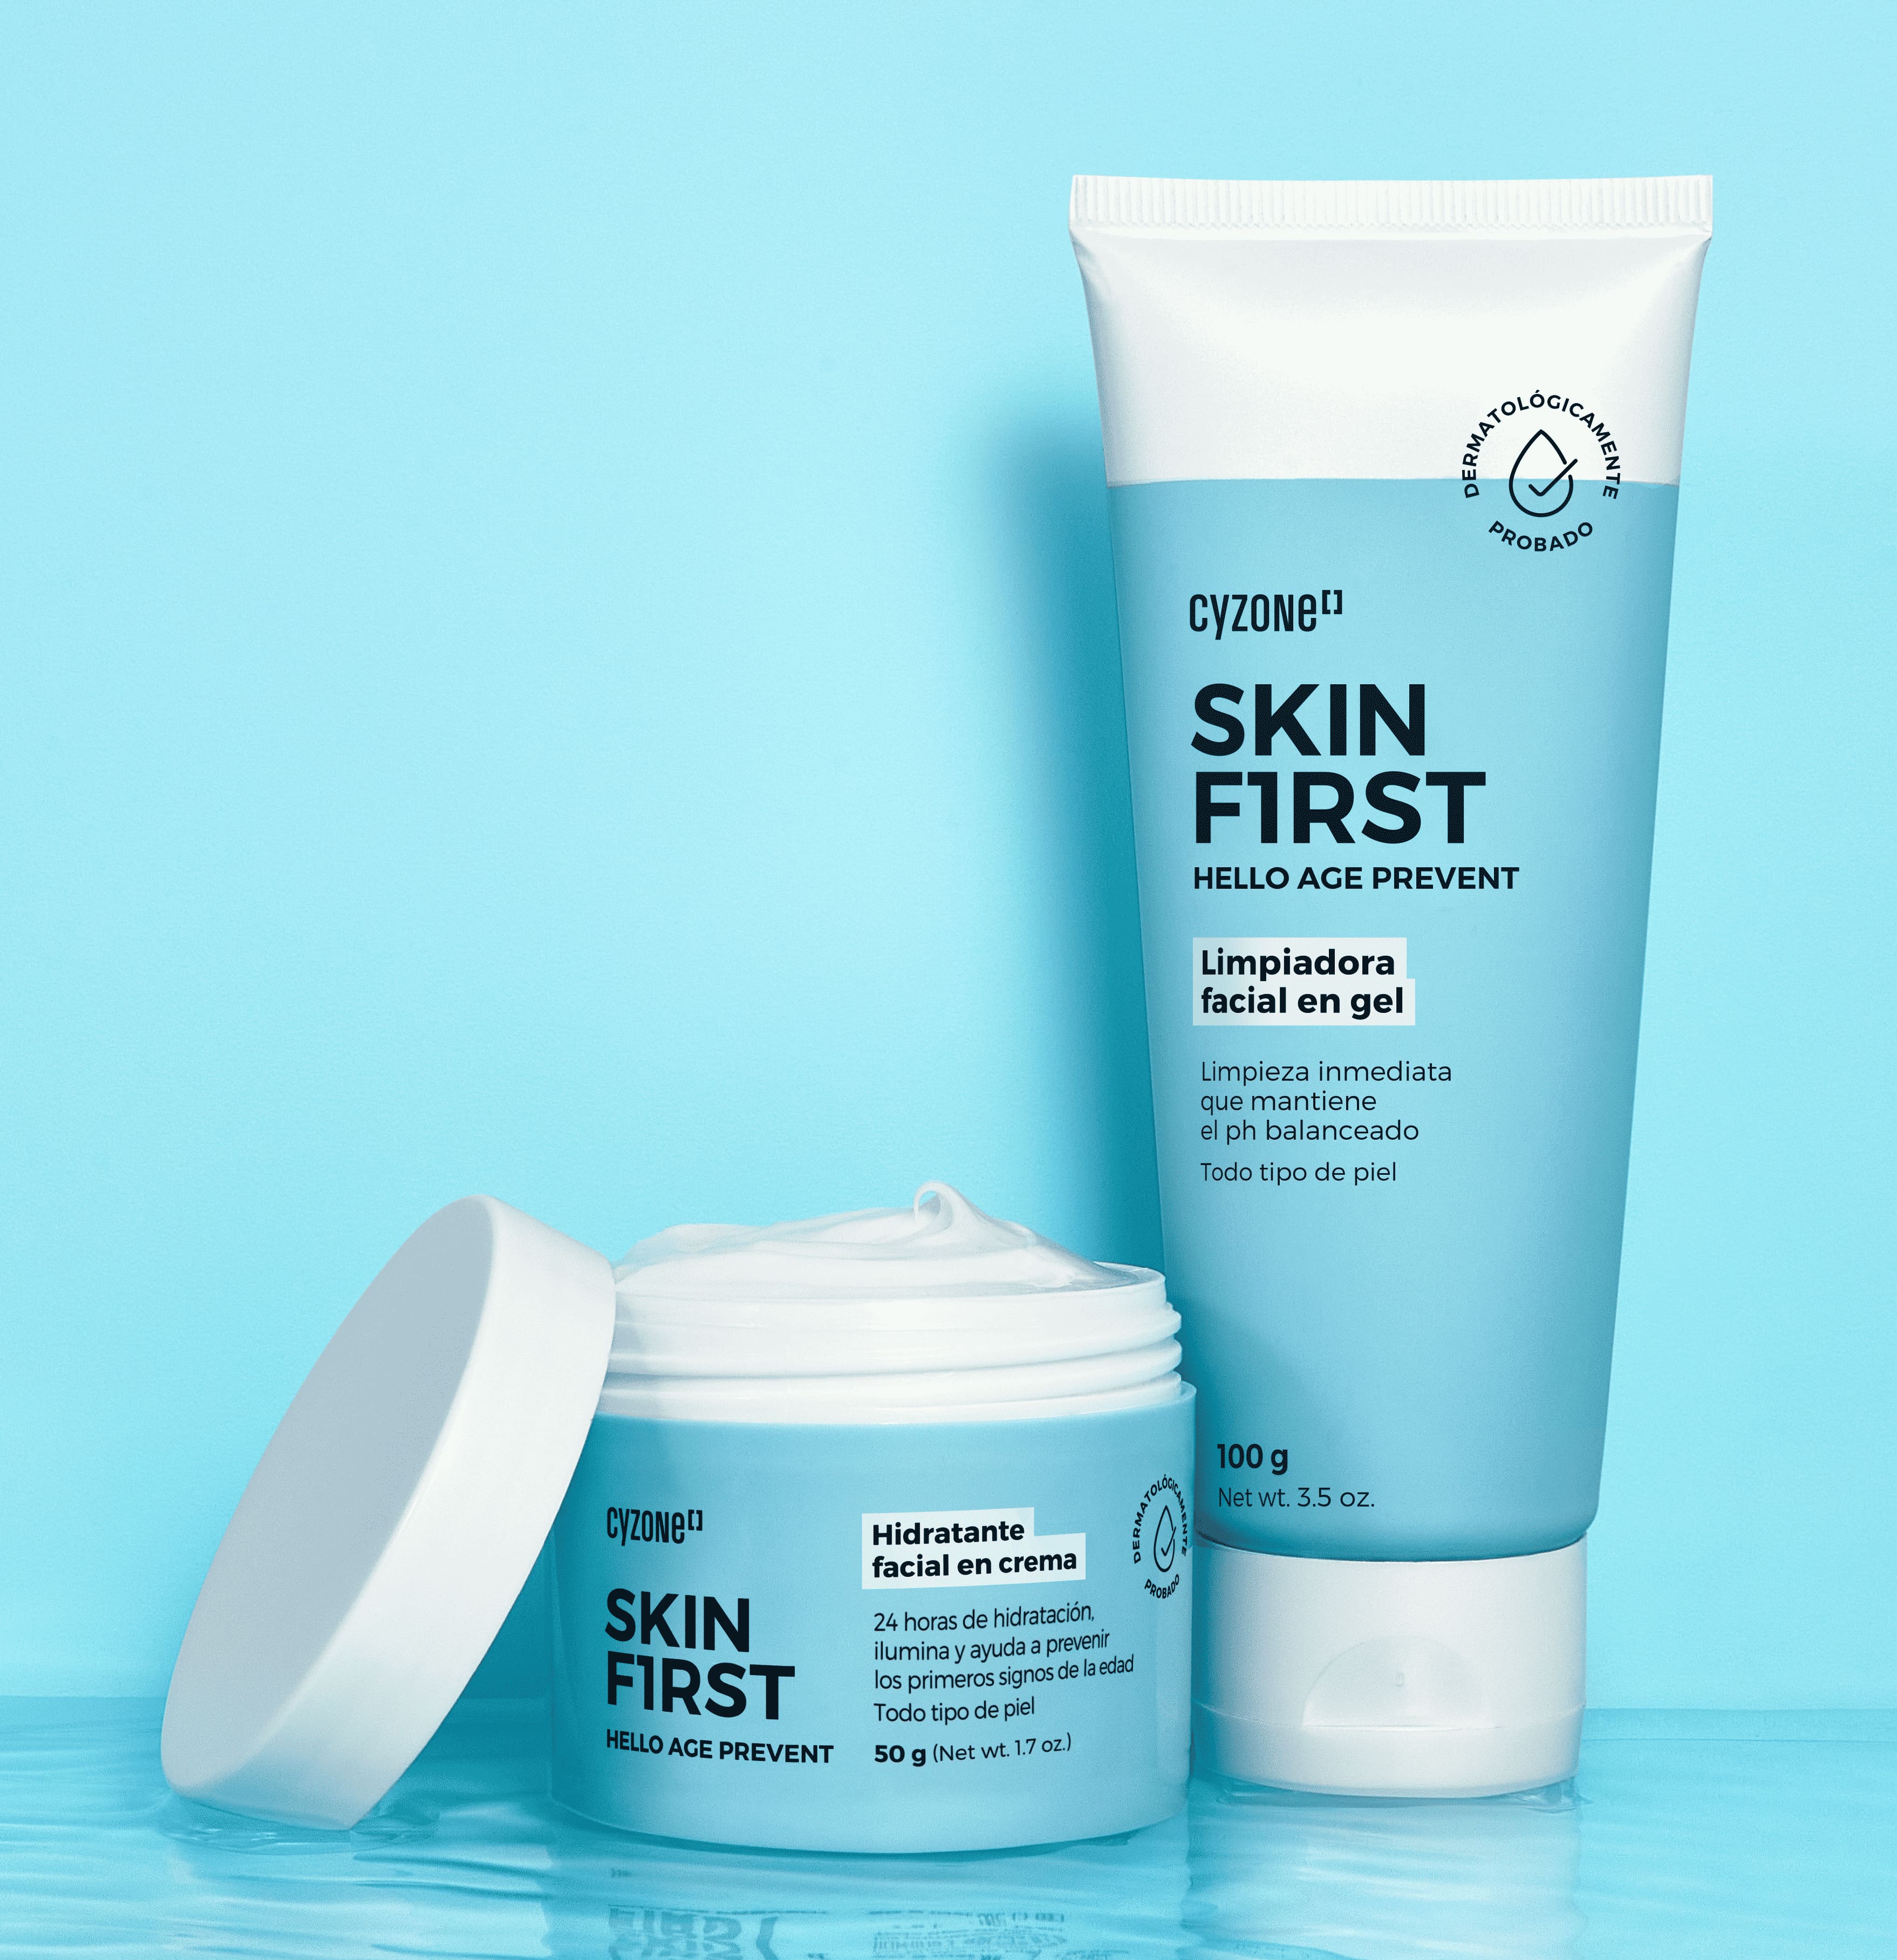 DERMATOLÓGICAMENTE
PROBADO
cyzone[]
SKIN
F1RST
HELLO AGE PREVENT
Limpiadora
facial en gel
Limpieza inmediata
que mantiene
el ph balanceado
Todo tipo de piel
100 g
Net wt. 3.5 oz.
cyzone[]
SKIN
F1RST
HELLO AGE PREVENT
Hidratante
facial en crema
24 horas de hidratación,
ilumina y ayuda a prevenir
los primeros signos de la edad
Todo tipo de piel
50 g (Net wt. 1.7 oz.)
DERMATOLÓGICAMENTE
PROBADO